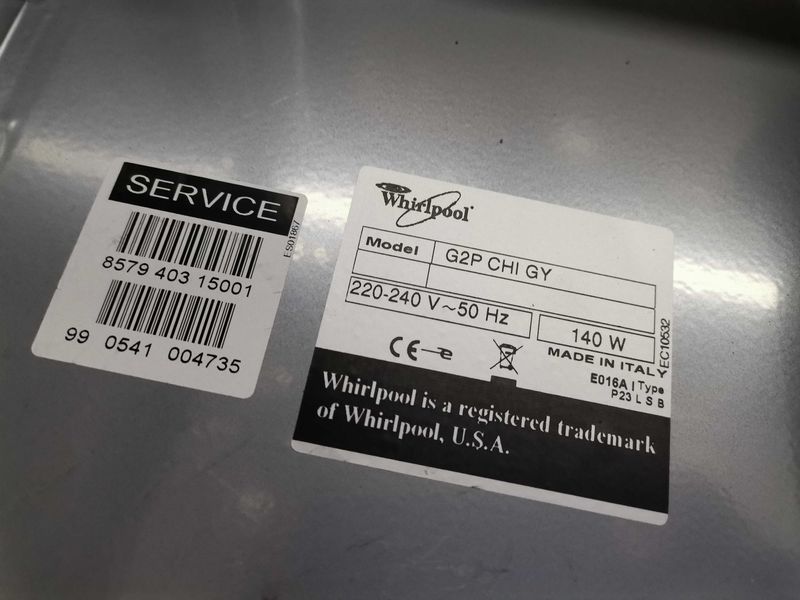 SERVICE
ES01867
8579 403 15001
99 0541 004735
Whirlpool
Model G2P CHI GY
220-240 V~50 Hz 140 W
CE e
MADE IN ITALY
E016A | Type
P23 L S B
EC10532
Whirlpool is a registered trademark
of Whirlpool, U.S.A.